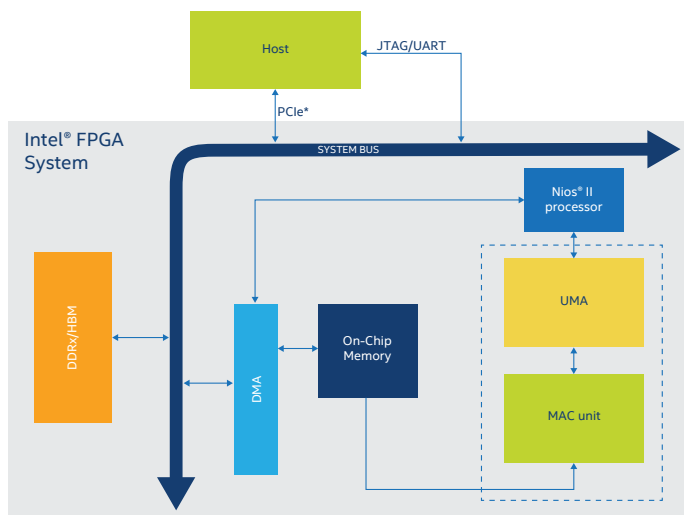 Host
JTAG/UART
PCIe*
Intel® FPGA
System
SYSTEM BUS
Nios® II
processor
DDRx/HBM
DMA
On-Chip
Memory
UMA
MAC unit